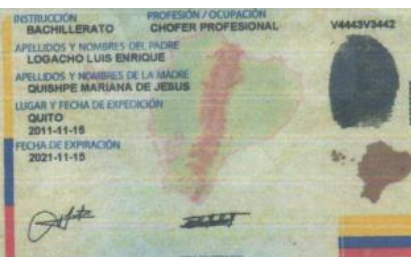 INSTRUCCIÓN PROFESIÓN / OCUPACIÓN
BACHILLERATO CHOFER PROFESIONAL V4443V3442
APELLIDOS Y NOMBRES DEL PADRE
LOGACHO LUIS ENRIQUE
APELLIDOS Y NOMBRES DE LA MADRE
QUISHPE MARIANA DE JESUS
LUGAR Y FECHA DE EXPEDICIÓN
QUITO
2011-11-15
FECHA DE EXPIRACIÓN
2021-11-15